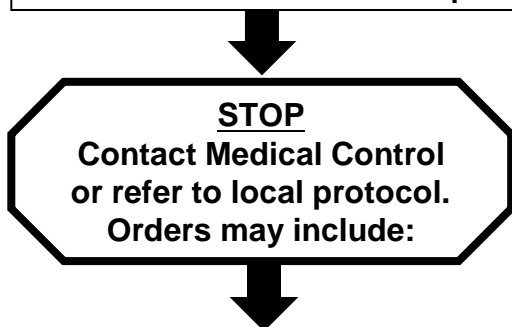 STOP
Contact Medical Control
or refer to local protocol.
Orders may include: